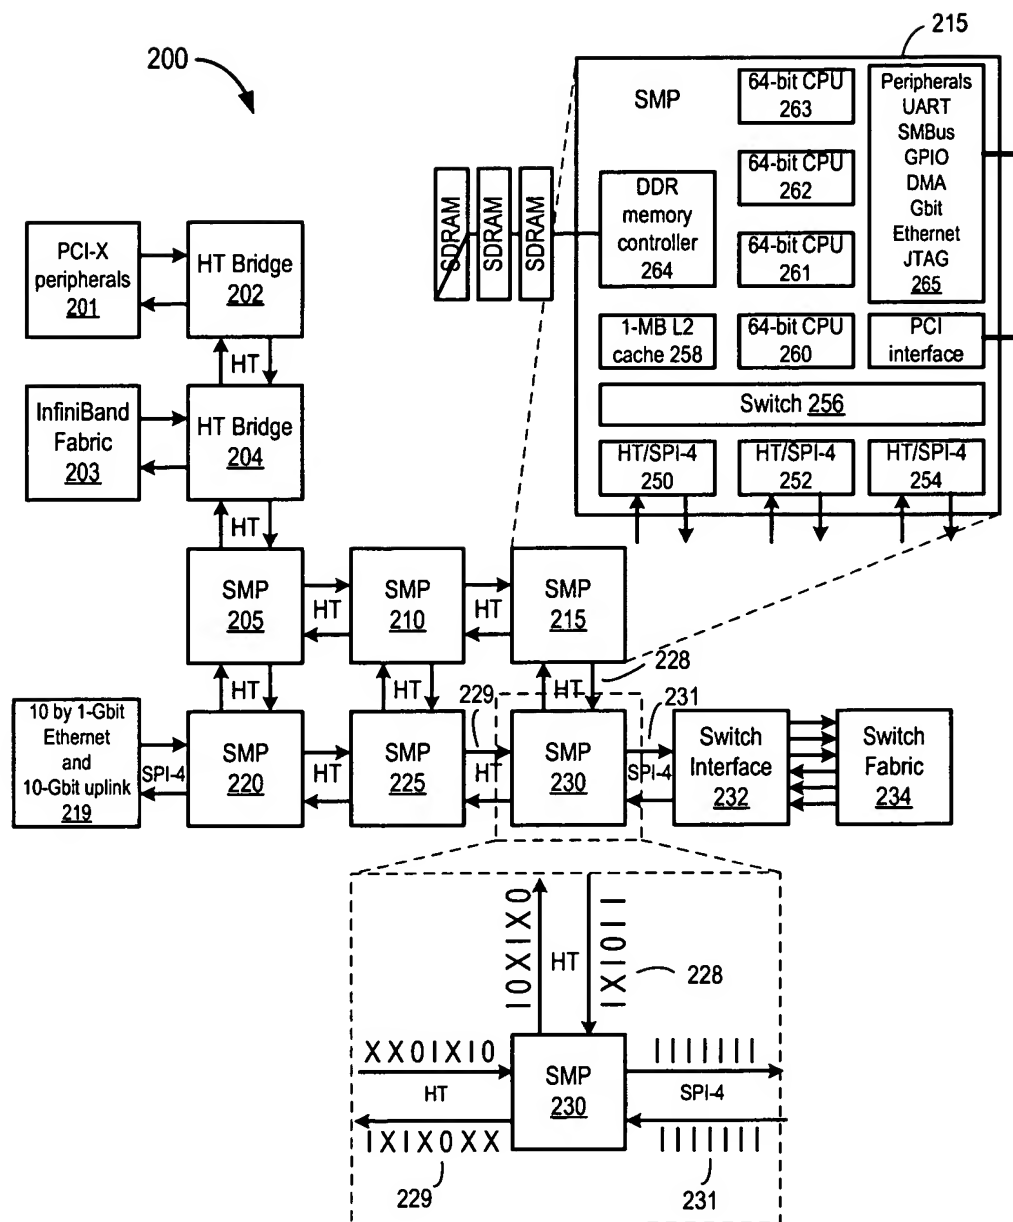 200
215
SMP
64-bit CPU
263
64-bit CPU
262
64-bit CPU
261
64-bit CPU
260
Peripherals
UART
SMBus
GPIO
DMA
Gbit
Ethernet
JTAG
265
PCI
interface
SDRAM
SDRAM
SDRAM
DDR
memory
controller
264
1-MB L2
cache 258
Switch 256
HT/SPI-4
250
HT/SPI-4
252
HT/SPI-4
254
PCI-X
peripherals
201
HT Bridge
202
HT
InfiniBand
Fabric
203
HT Bridge
204
HT
SMP
205
HT
SMP
210
HT
SMP
215
HT
HT
HT
228
10 by 1-Gbit
Ethernet
and
10-Gbit uplink
219
SPI-4
SMP
220
HT
SMP
225
229
HT
SMP
230
231
SPI-4
Switch
Interface
232
Switch
Fabric
234
I0XIX0
HT
IXI0II
228
XX0IXI0
HT
IXIX0XX
229
SMP
230
IIIIIII
SPI-4
IIIIIII
231